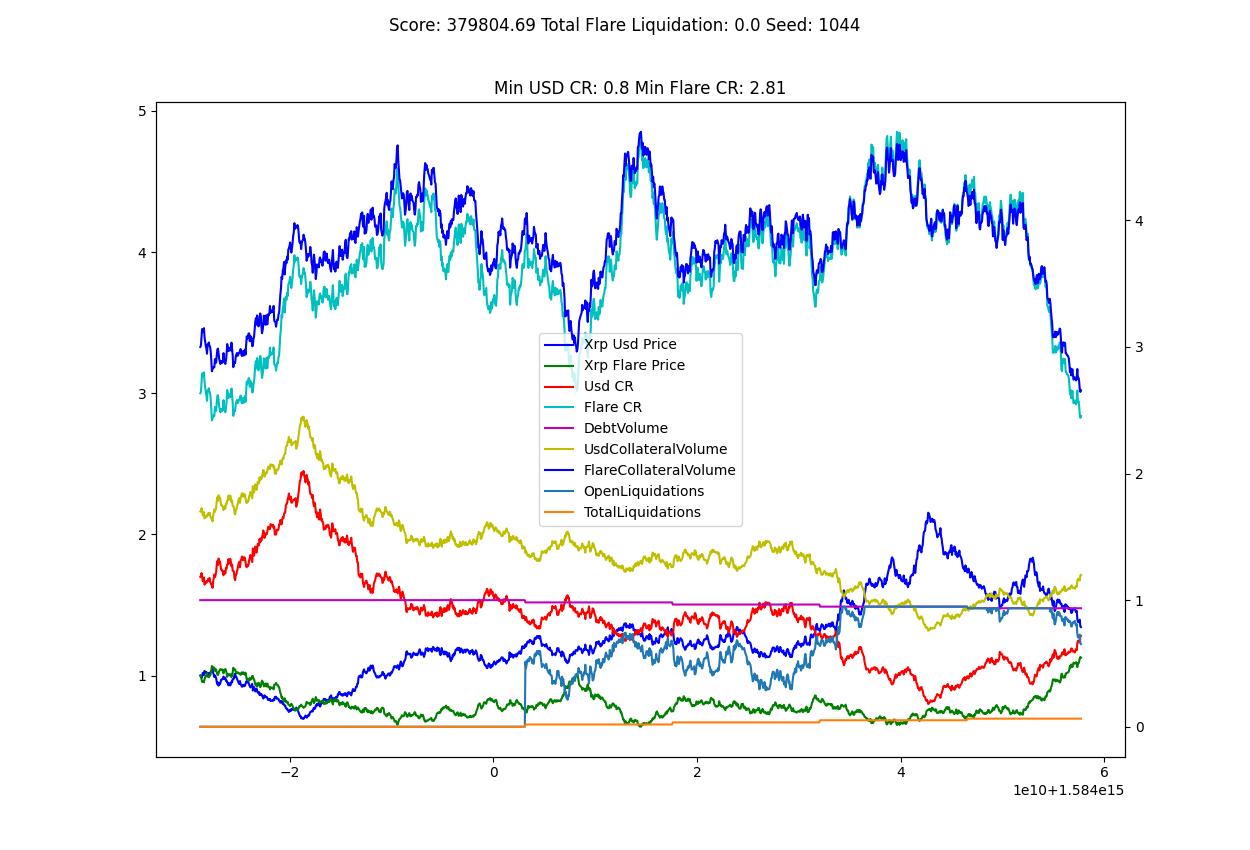 Score: 379804.69 Total Flare Liquidation: 0.0 Seed: 1044
Min USD CR: 0.8 Min Flare CR: 2.81
5
4
3
2
1
Xrp Usd Price
Xrp Flare Price
Usd CR
Flare CR
DebtVolume
UsdCollateralVolume
FlareCollateralVolume
OpenLiquidations
TotalLiquidations
4
3
2
1
0
−2 0 2 4 6
1e10+1.584e15